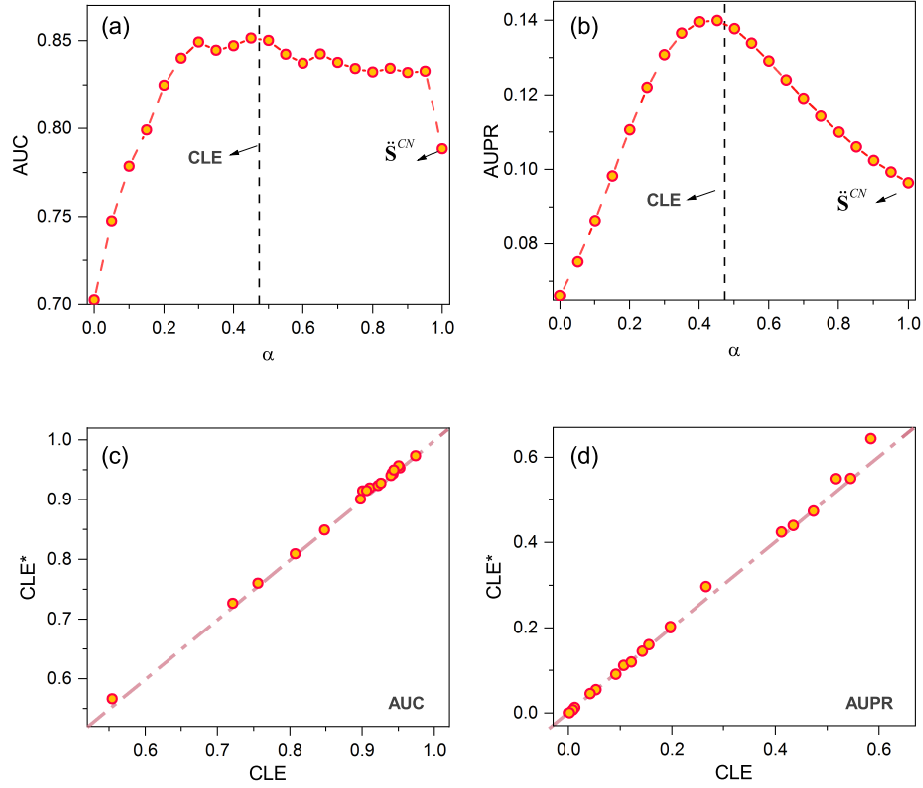 (a)
0.85
0.80
0.75
0.70
AUC
CLE
S̈^CN
0.0 0.2 0.4 0.6 0.8 1.0
α
(b)
0.14
0.12
0.10
0.08
AUPR
CLE
S̈^CN
0.0 0.2 0.4 0.6 0.8 1.0
α
(c)
1.0
0.9
0.8
0.7
0.6
CLE*
AUC
0.6 0.7 0.8 0.9 1.0
CLE
(d)
0.6
0.4
0.2
0.0
CLE*
AUPR
0.0 0.2 0.4 0.6
CLE